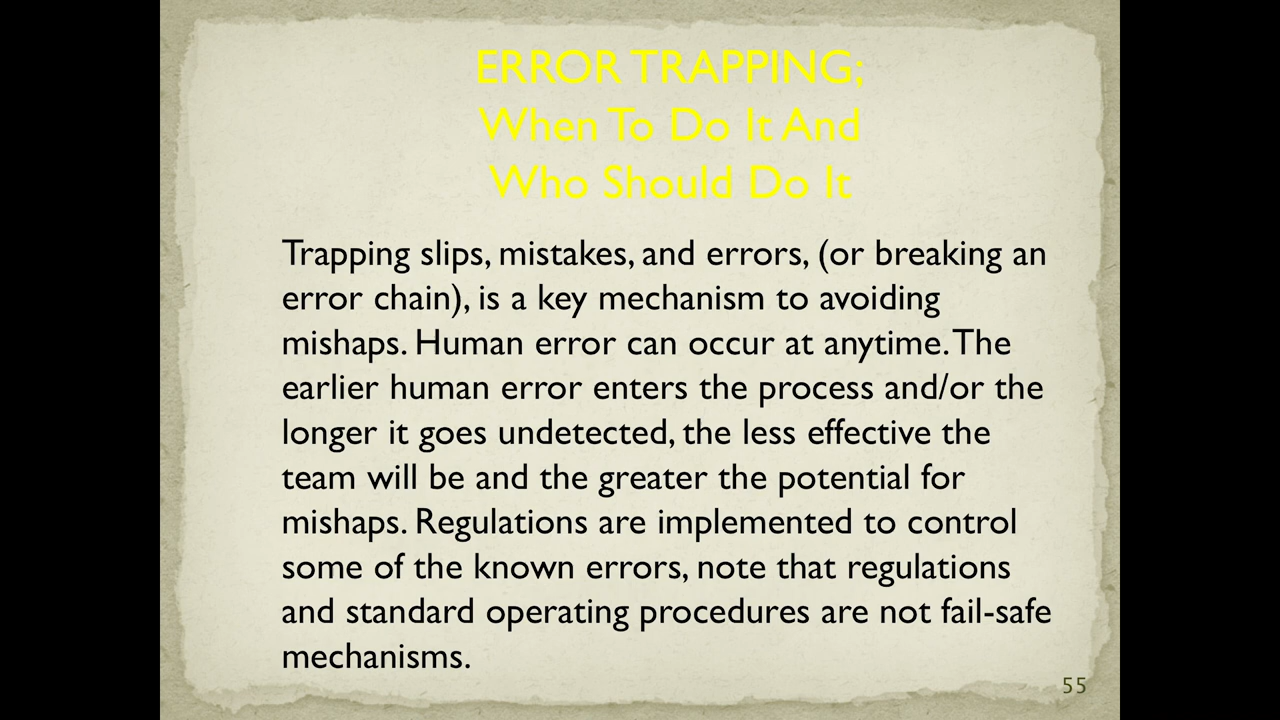 ERROR TRAPPING;
When To Do It And
Who Should Do It
Trapping slips, mistakes, and errors, (or breaking an
error chain), is a key mechanism to avoiding
mishaps. Human error can occur at anytime. The
earlier human error enters the process and/or the
longer it goes undetected, the less effective the
team will be and the greater the potential for
mishaps. Regulations are implemented to control
some of the known errors, note that regulations
and standard operating procedures are not fail-safe
mechanisms.
55